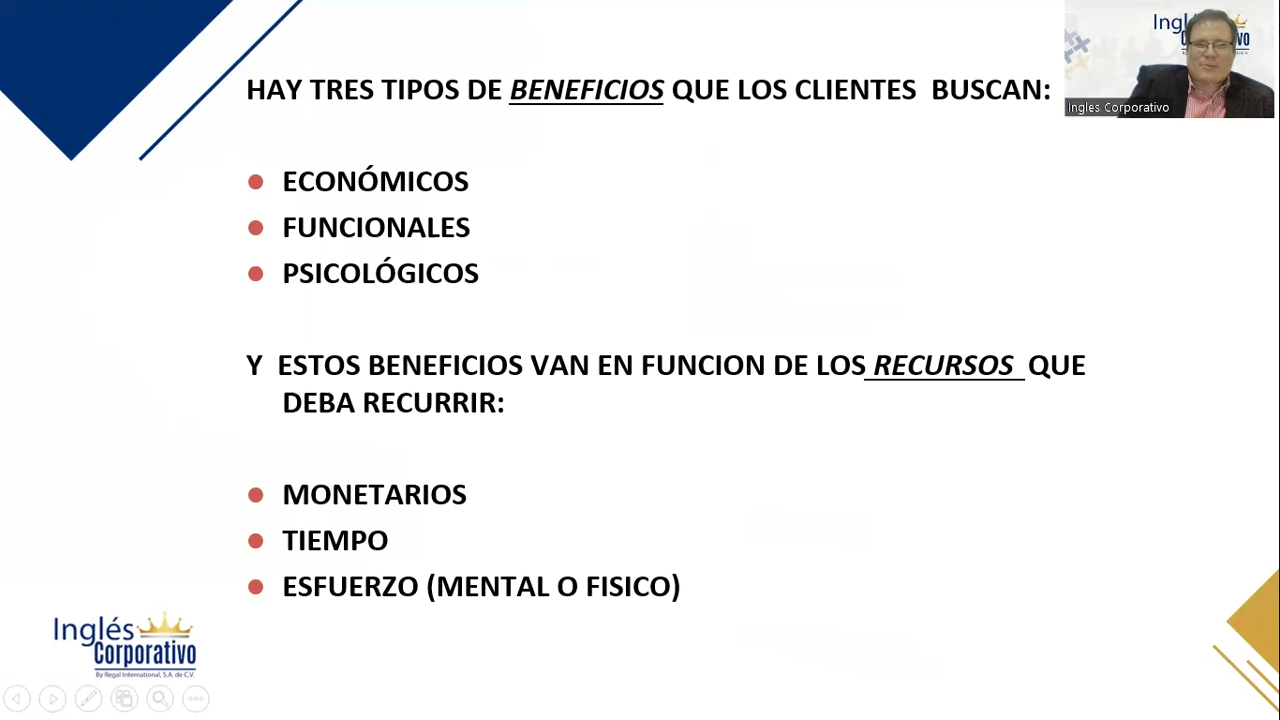 HAY TRES TIPOS DE BENEFICIOS QUE LOS CLIENTES BUSCAN:
ECONÓMICOS
FUNCIONALES
PSICOLÓGICOS
Y ESTOS BENEFICIOS VAN EN FUNCION DE LOS RECURSOS QUE
DEBA RECURRIR:
MONETARIOS
TIEMPO
ESFUERZO (MENTAL O FISICO)
Inglés
Corporativo
By Regal International, S.A. de C.V.
Ingles Corporativo